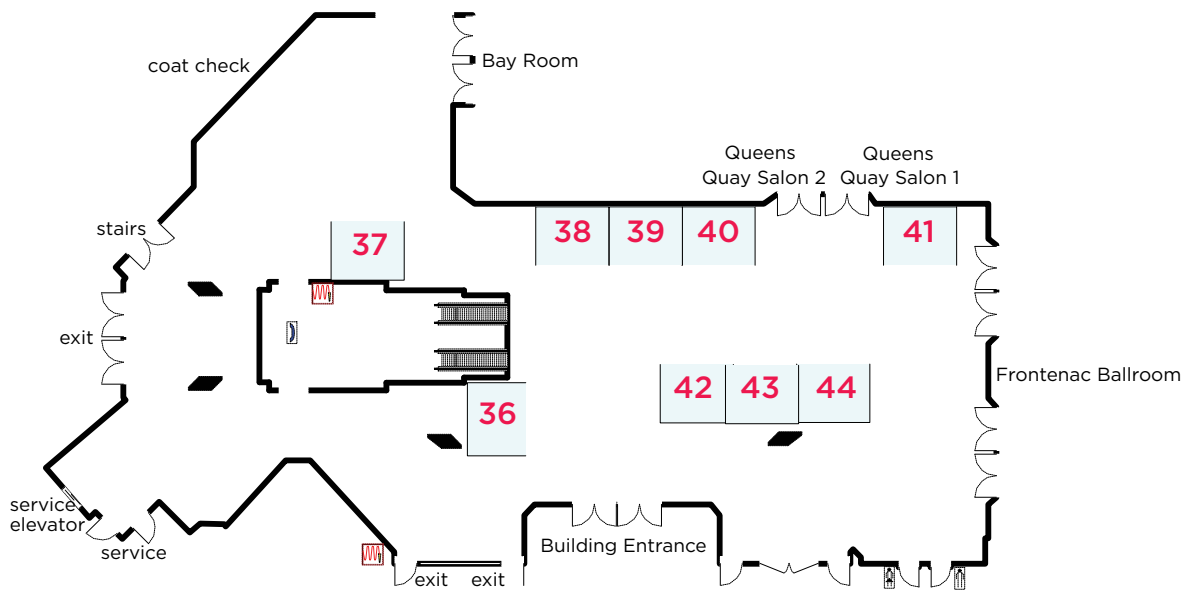 coat check
Bay Room
Queens
Quay Salon 2
Queens
Quay Salon 1
stairs
37
38
39
40
41
exit
42
43
44
Frontenac Ballroom
36
service
elevator
service
Building Entrance
exit
exit